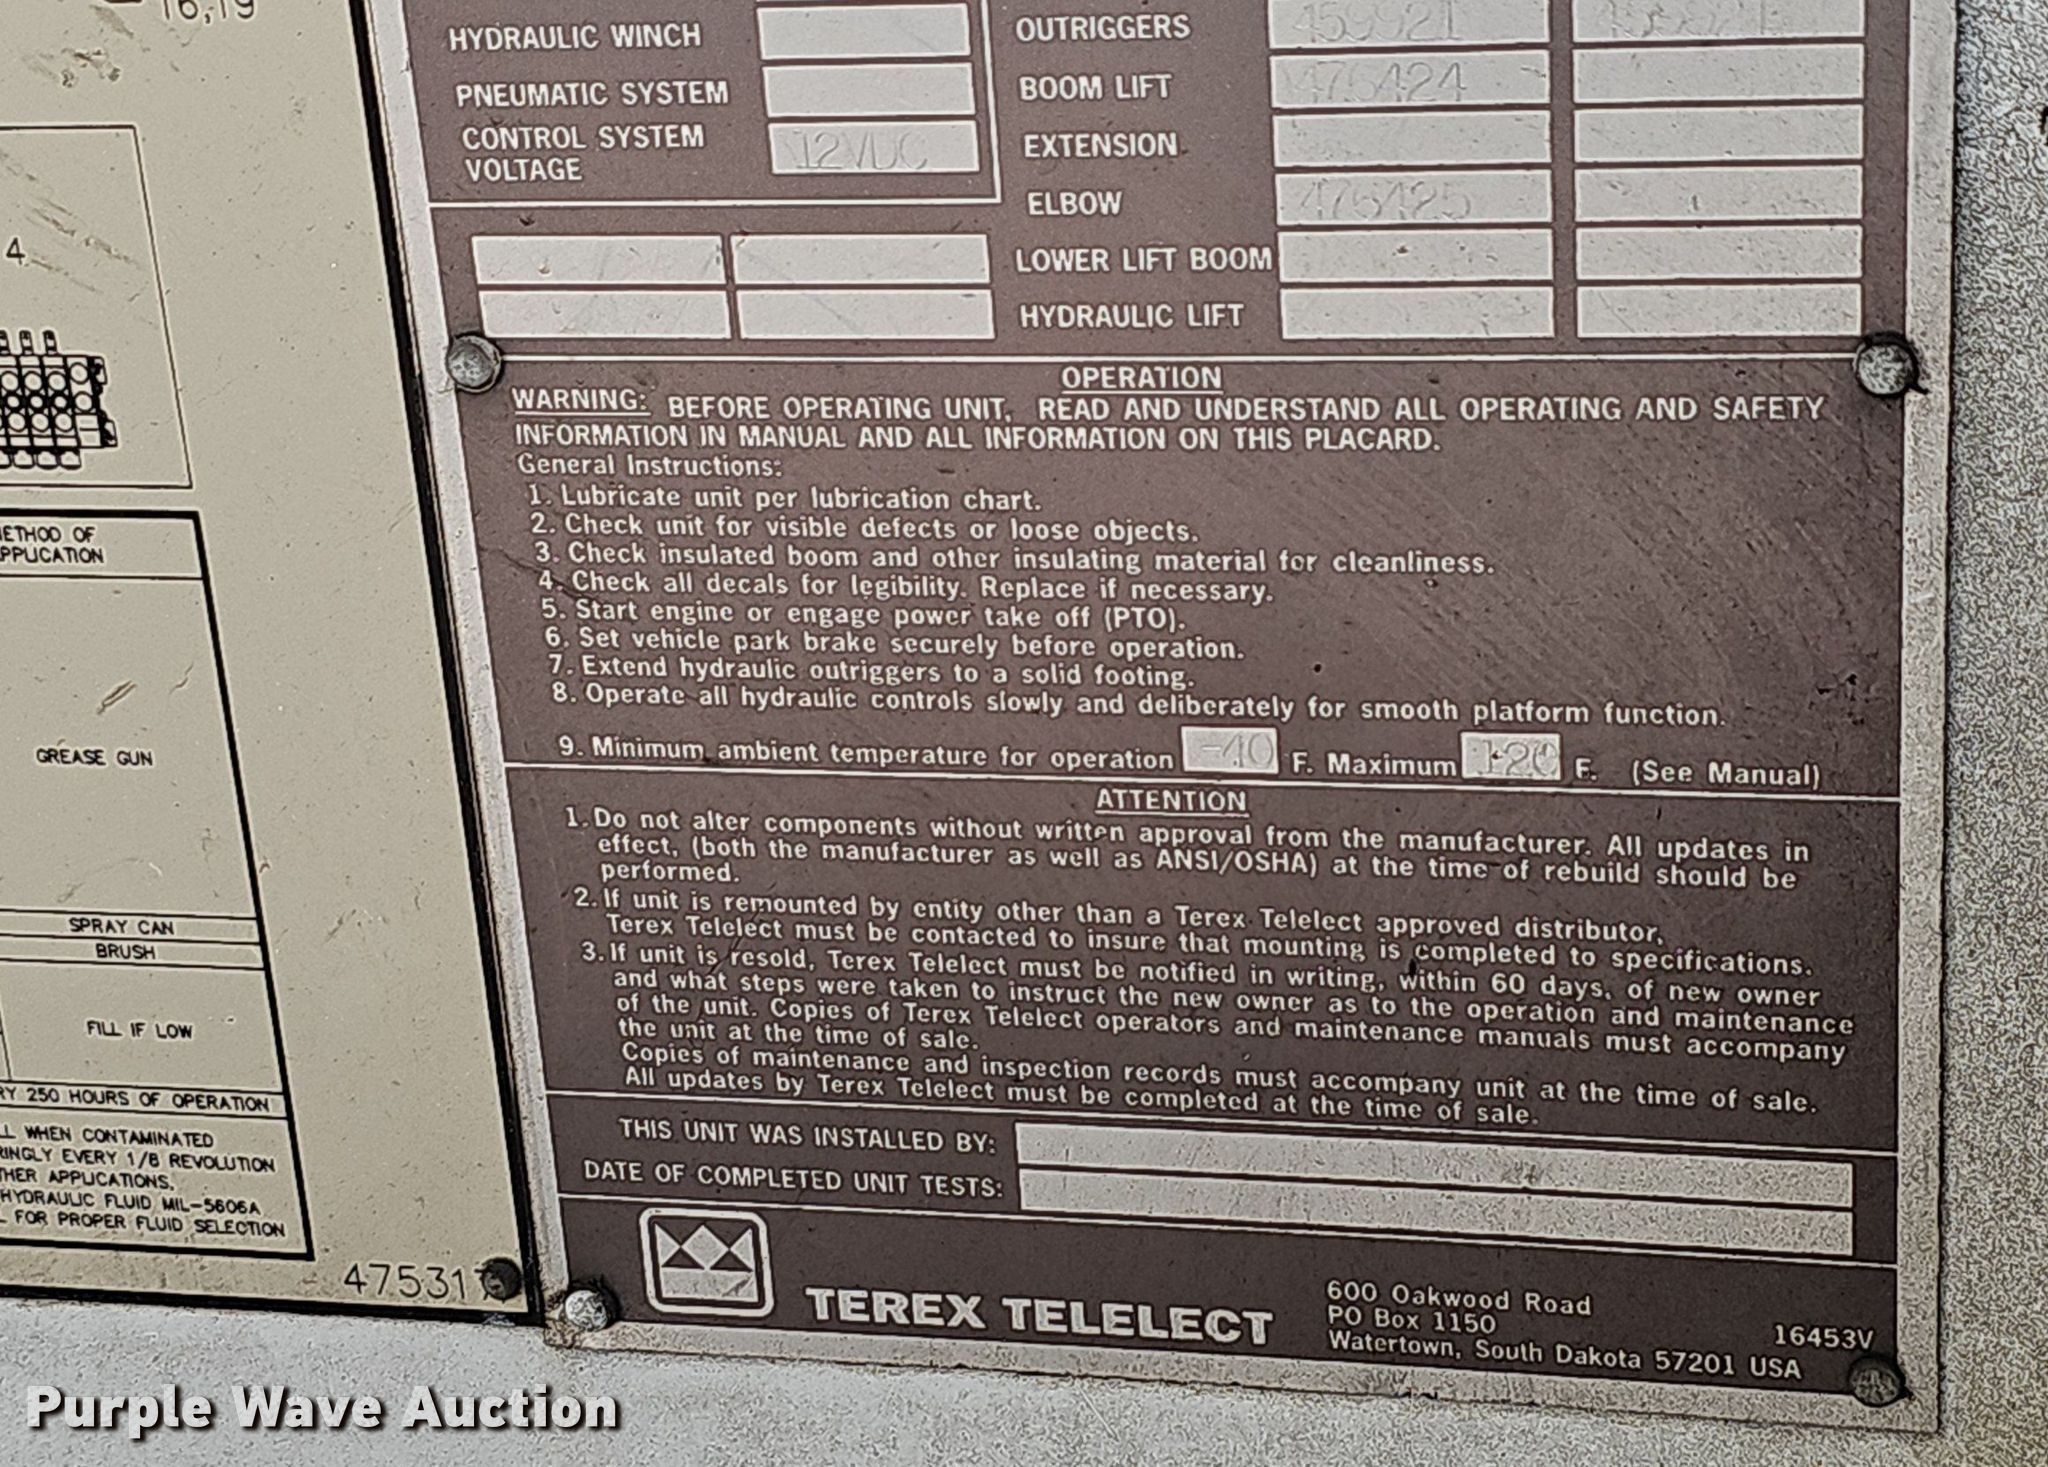 16,19
4
METHOD OF
APPLICATION
GREASE GUN
SPRAY CAN
BRUSH
FILL IF LOW
250 HOURS OF OPERATION
WHEN CONTAMINATED
EVERY 1/8 REVOLUTION
APPLICATIONS.
HYDRAULIC FLUID MIL-5606A
FOR PROPER FLUID SELECTION
475317
HYDRAULIC WINCH
PNEUMATIC SYSTEM
CONTROL SYSTEM
VOLTAGE 12VDC
OUTRIGGERS 459921
BOOM LIFT 475424
EXTENSION
ELBOW 475425
LOWER LIFT BOOM
HYDRAULIC LIFT
OPERATION
WARNING: BEFORE OPERATING UNIT, READ AND UNDERSTAND ALL OPERATING AND SAFETY
INFORMATION IN MANUAL AND ALL INFORMATION ON THIS PLACARD.
General Instructions:
1. Lubricate unit per lubrication chart.
2. Check unit for visible defects or loose objects.
3. Check insulated boom and other insulating material for cleanliness.
4. Check all decals for legibility. Replace if necessary.
5. Start engine or engage power take off (PTO).
6. Set vehicle park brake securely before operation.
7. Extend hydraulic outriggers to a solid footing.
8. Operate all hydraulic controls slowly and deliberately for smooth platform function.
9. Minimum ambient temperature for operation -40 F. Maximum 120 F. (See Manual)
ATTENTION
1. Do not alter components without written approval from the manufacturer. All updates in
effect, (both the manufacturer as well as ANSI/OSHA) at the time of rebuild should be
performed.
2. If unit is remounted by entity other than a Terex Telelect approved distributor,
Terex Telelect must be contacted to insure that mounting is completed to specifications.
3. If unit is resold, Terex Telelect must be notified in writing, within 60 days, of new owner
and what steps were taken to instruct the new owner as to the operation and maintenance
of the unit. Copies of Terex Telelect operators and maintenance manuals must accompany
the unit at the time of sale.
Copies of maintenance and inspection records must accompany unit at the time of sale.
All updates by Terex Telelect must be completed at the time of sale.
THIS UNIT WAS INSTALLED BY:
DATE OF COMPLETED UNIT TESTS:
TEREX TELELECT
600 Oakwood Road
PO Box 1150
Watertown, South Dakota 57201 USA
16453V
Purple Wave Auction